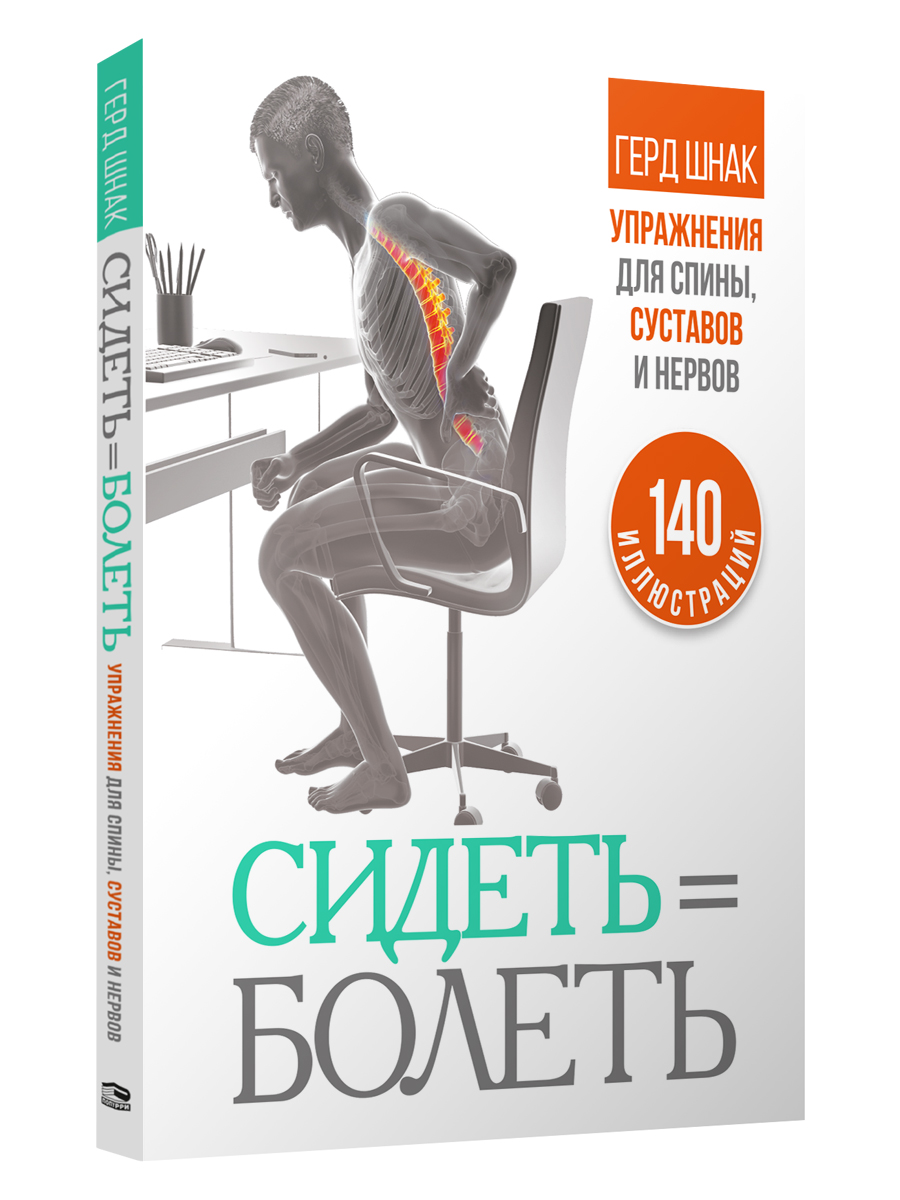 ГЕРД ШНАК
СИДЕТЬ = БОЛЕТЬ
УПРАЖНЕНИЯ ДЛЯ СПИНЫ, СУСТАВОВ И НЕРВОВ
ПОПУРРИ
ГЕРД ШНАК
УПРАЖНЕНИЯ
ДЛЯ СПИНЫ,
СУСТАВОВ
И НЕРВОВ
140
ИЛЛЮСТРАЦИЙ
СИДЕТЬ =
БОЛЕТЬ